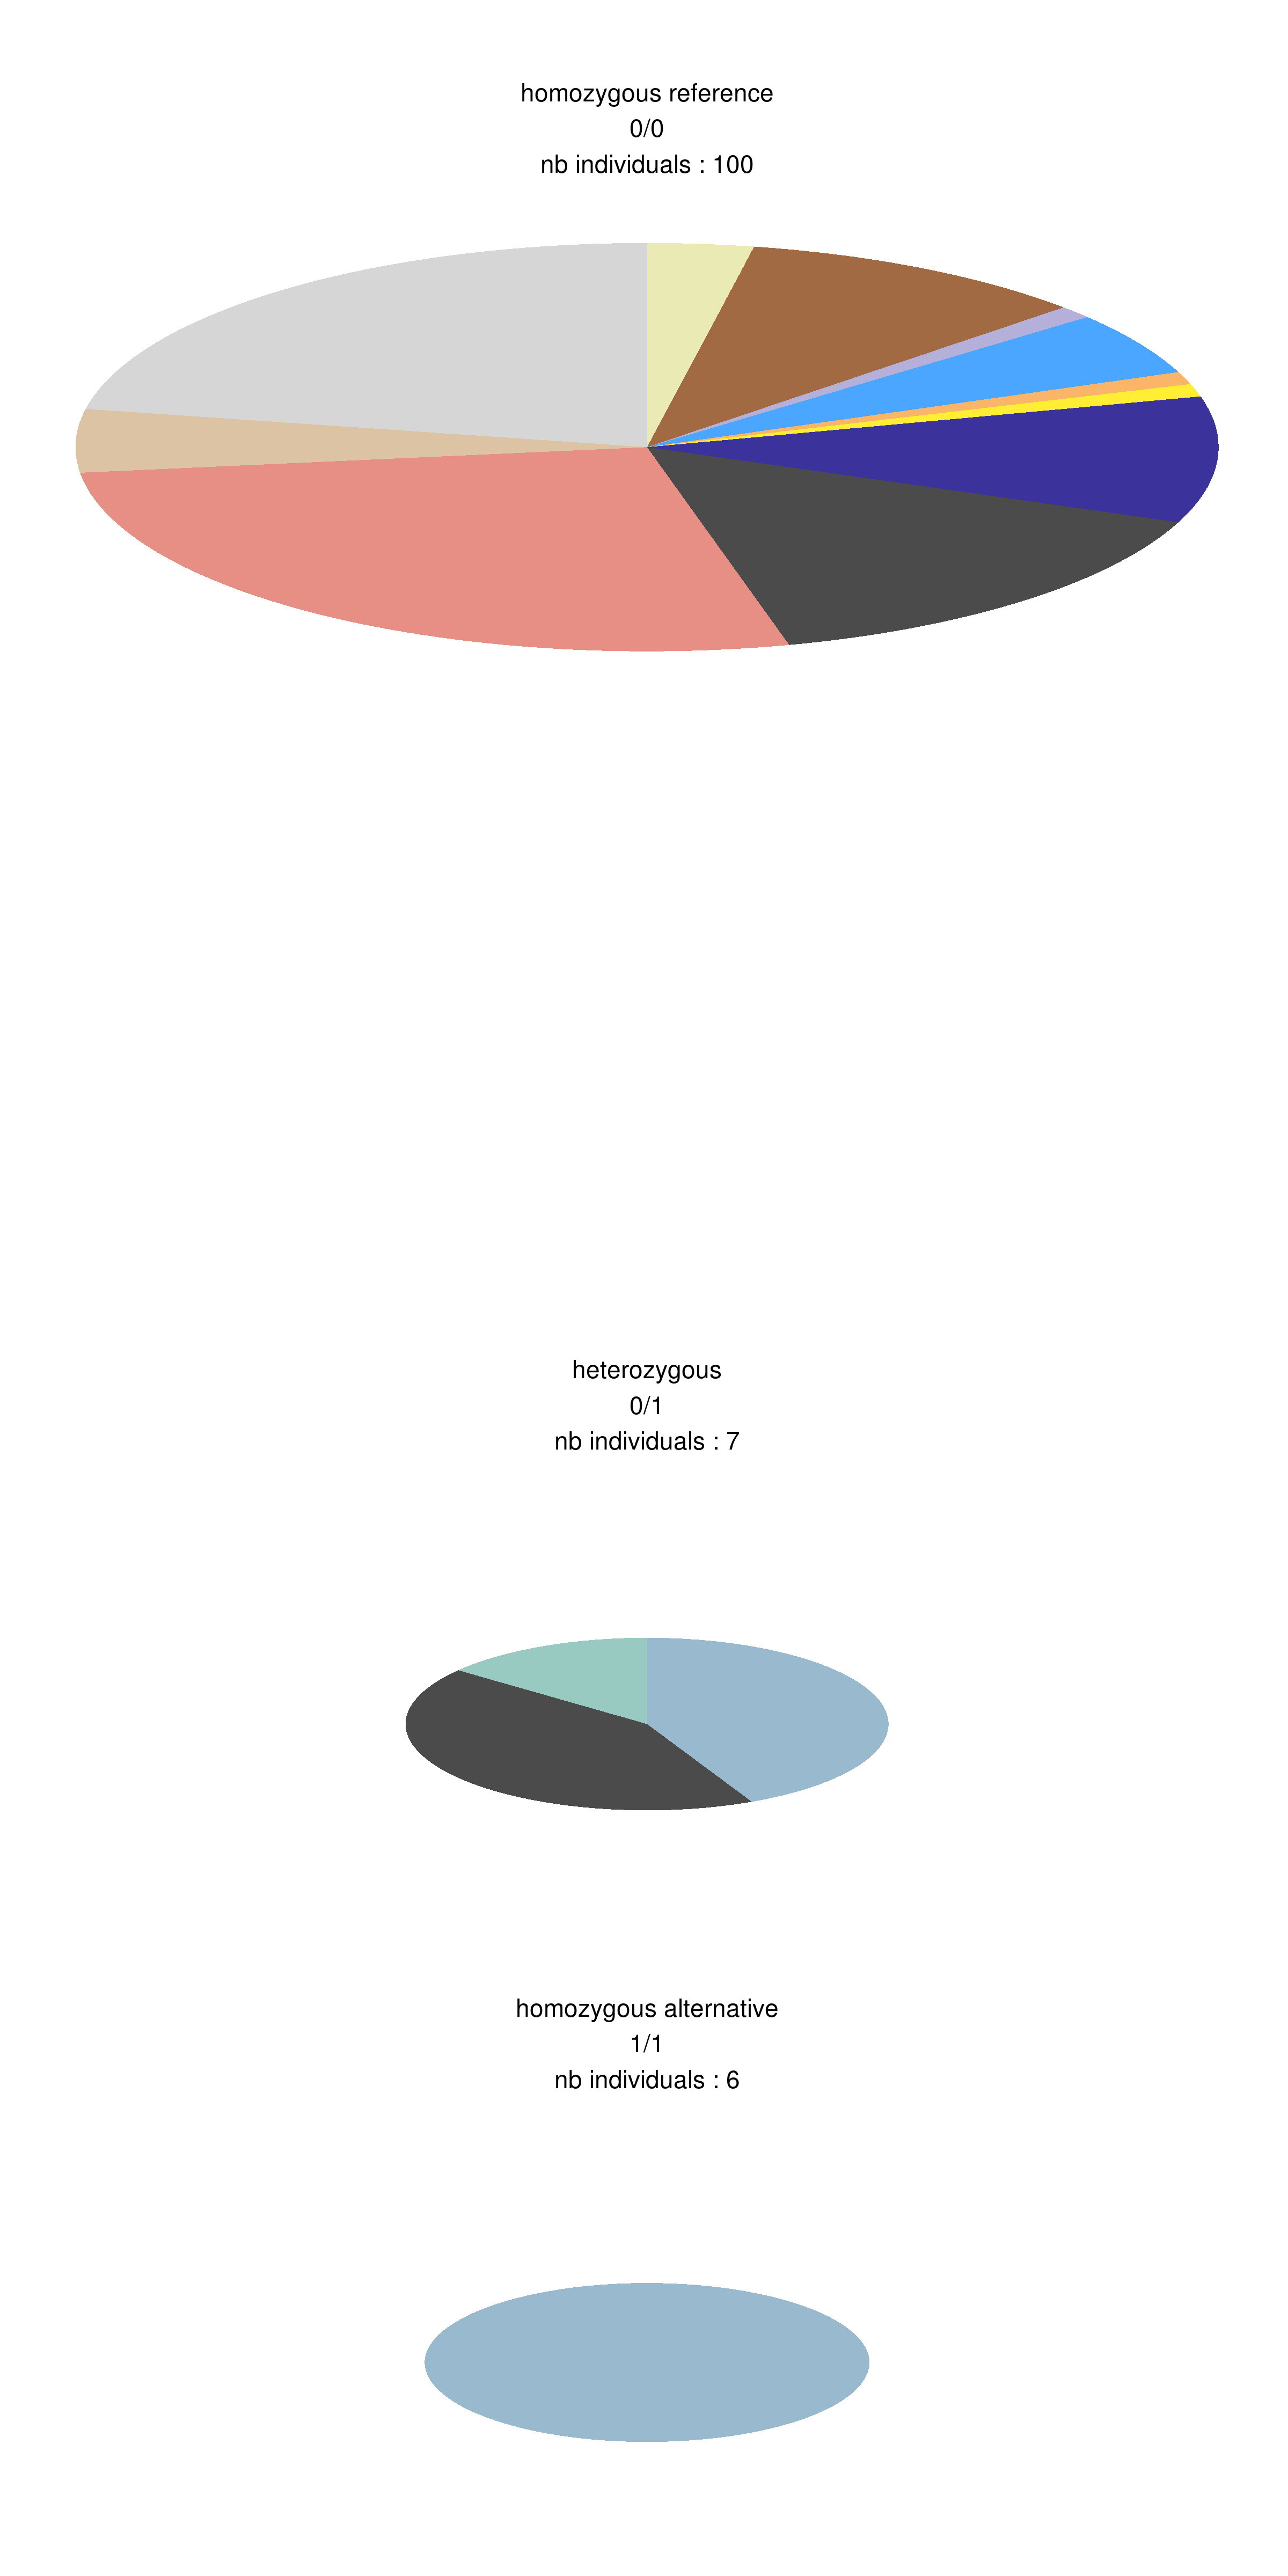 homozygous reference
0/0
nb individuals : 100
heterozygous
0/1
nb individuals : 7
homozygous alternative
1/1
nb individuals : 6